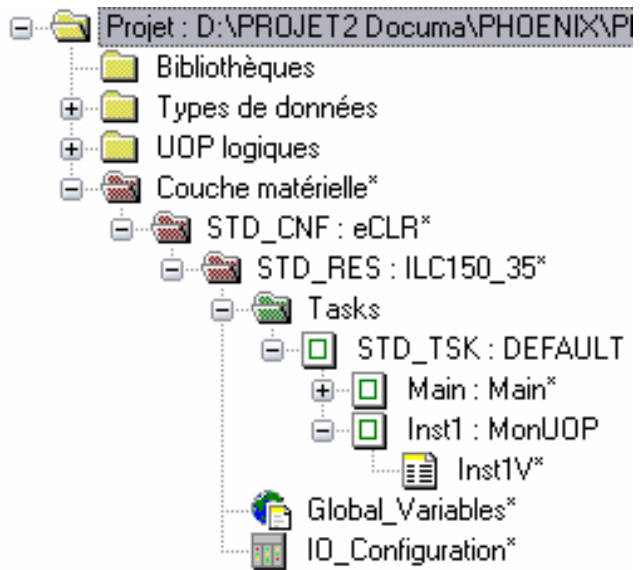 Projet : D:\PROJET2 Documa\PHOENIX\
Bibliothèques
Types de données
UOP logiques
Couche matérielle*
STD_CNF : eCLR*
STD_RES : ILC150_35*
Tasks
STD_TSK : DEFAULT
Main : Main*
Inst1 : MonUOP
Inst1V*
Global_Variables*
IO_Configuration*